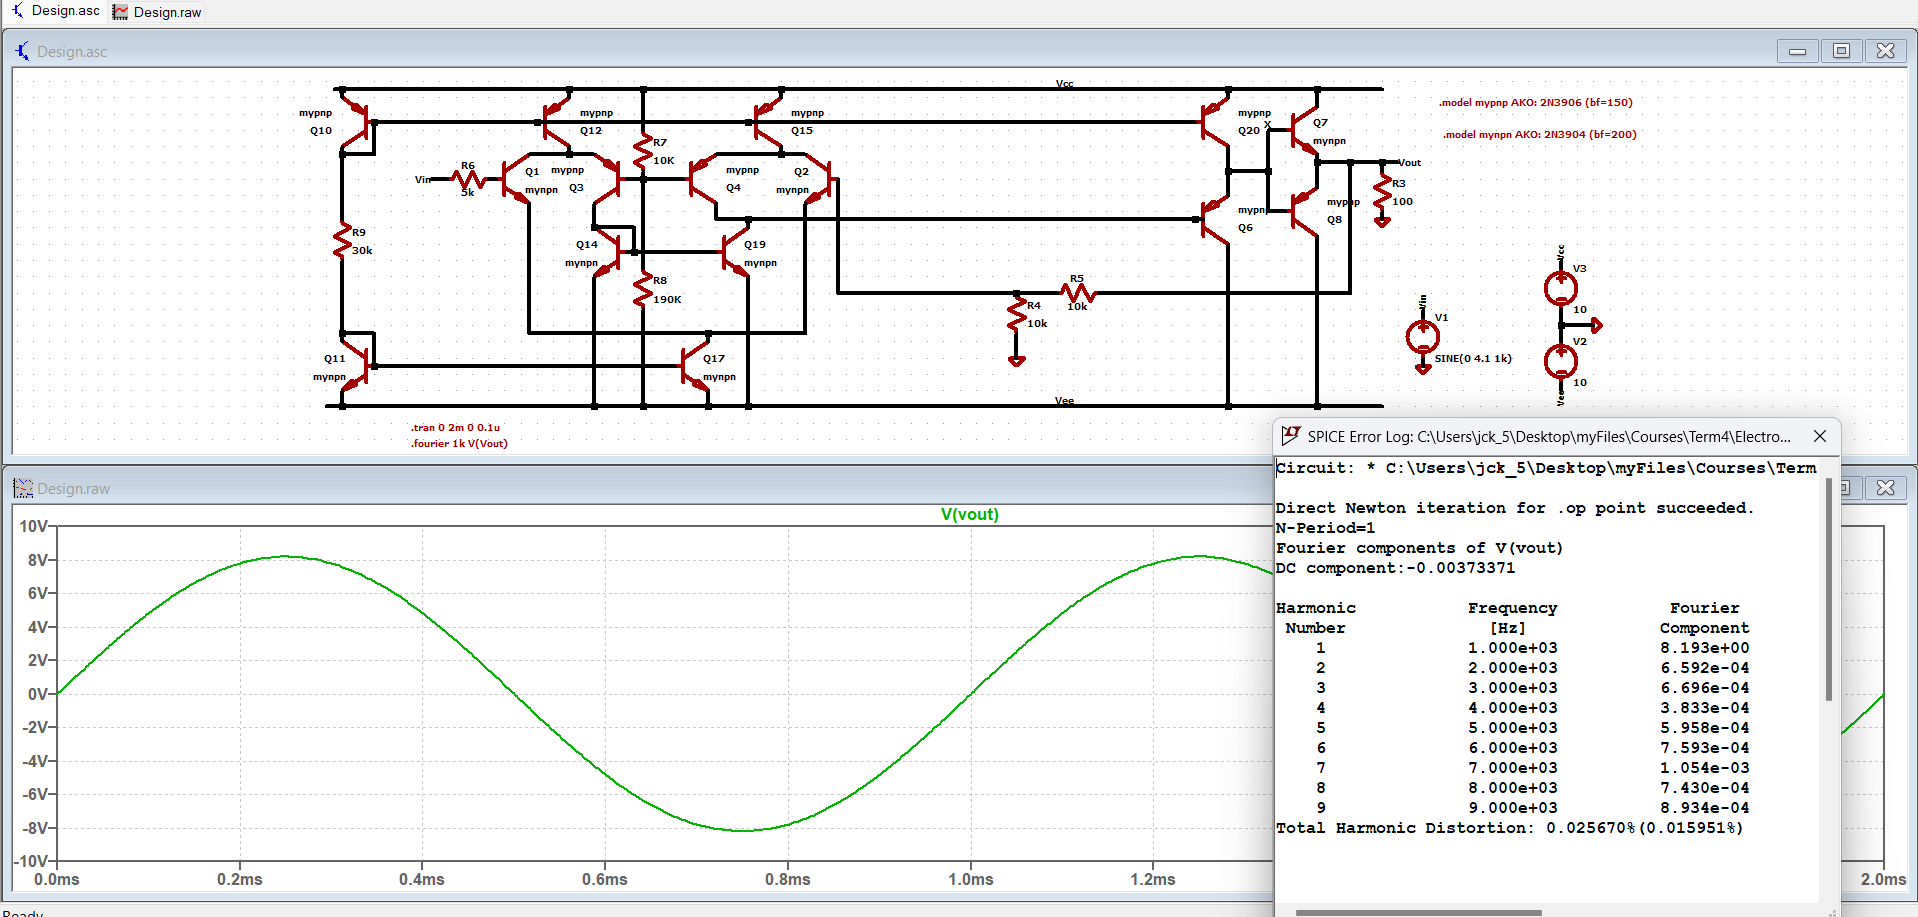 Design.asc
Design.raw
Design.asc
Vcc
mypnp
Q10
mypnp
Q12
mypnp
Q15
mypnp
Q20
X
Q7
mynpn
.model mypnp AKO: 2N3906 (bf=150)
.model mynpn AKO: 2N3904 (bf=200)
R7
10K
Vin
R6
5k
Q1
mynpn
mypnp
Q3
mypnp
Q4
Q2
mynpn
Vout
R3
100
mypnp
Q6
mypnp
Q8
R9
30k
Q14
mynpn
Q19
mynpn
R8
190K
R5
10k
R4
10k
Vcc
V3
10
Vin
V1
SINE(0 4.1 1k)
V2
10
Vee
Q11
mynpn
Q17
mynpn
Vee
.tran 0 2m 0 0.1u
.fourier 1k V(Vout)
SPICE Error Log: C:\Users\jck_5\Desktop\myFiles\Courses\Term4\Electro...
Circuit: * C:\Users\jck_5\Desktop\myFiles\Courses\Term
Direct Newton iteration for .op point succeeded.
N-Period=1
Fourier components of V(vout)
DC component:-0.00373371
Harmonic Frequency Fourier
Number [Hz] Component
1 1.000e+03 8.193e+00
2 2.000e+03 6.592e-04
3 3.000e+03 6.696e-04
4 4.000e+03 3.833e-04
5 5.000e+03 5.958e-04
6 6.000e+03 7.593e-04
7 7.000e+03 1.054e-03
8 8.000e+03 7.430e-04
9 9.000e+03 8.934e-04
Total Harmonic Distortion: 0.025670%(0.015951%)
Design.raw
V(vout)
10V
8V
6V
4V
2V
0V
-2V
-4V
-6V
-8V
-10V
0.0ms 0.2ms 0.4ms 0.6ms 0.8ms 1.0ms 1.2ms 2.0ms
Ready